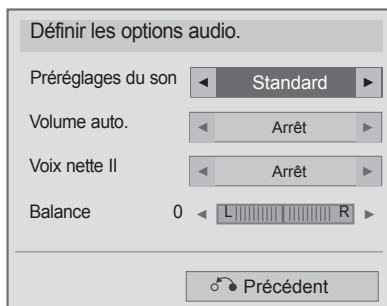 Définir les options audio.
Préréglages du son ◄ Standard ►
Volume auto. ◄ Arrêt ►
Voix nette II ◄ Arrêt ►
Balance 0 ◄ L R ►
Précédent